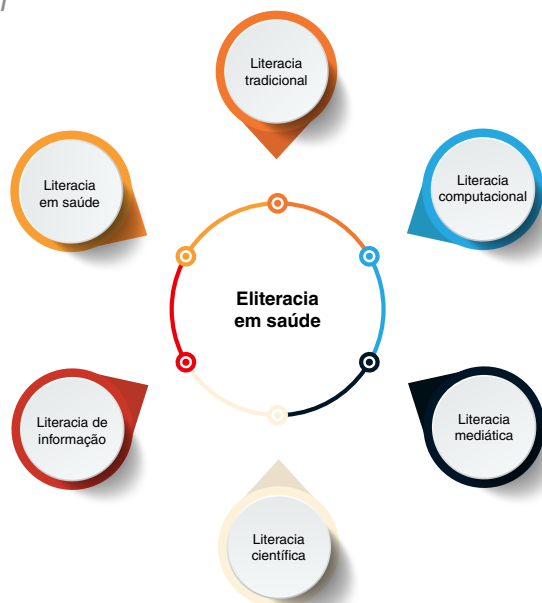 Literacia
tradicional
Literacia
em saúde
Literacia
computacional
Eliteracia
em saúde
Literacia de
informação
Literacia
mediática
Literacia
científica